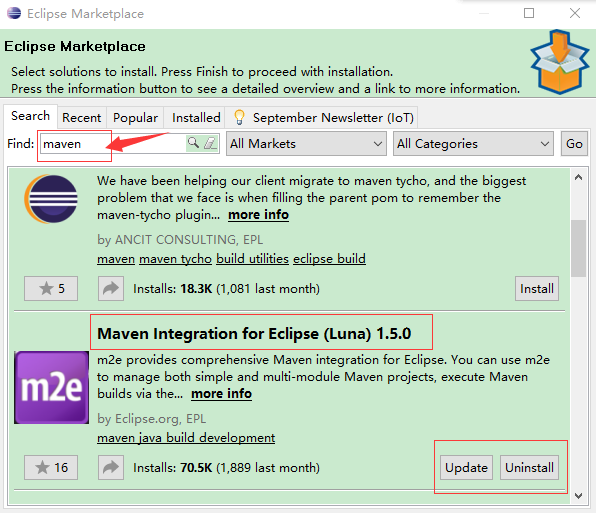 Eclipse Marketplace
Eclipse Marketplace
Select solutions to install. Press Finish to proceed with installation.
Press the information button to see a detailed overview and a link to more information.
Search Recent Popular Installed September Newsletter (IoT)
Find: maven All Markets All Categories Go
We have been helping our client migrate to maven tycho, and the biggest
problem that we face is when filling the parent pom to remember the
maven-tycho plugin... more info
by ANCIT CONSULTING, EPL
maven maven tycho build utilities eclipse build
5 Installs: 18.3K (1,081 last month) Install
Maven Integration for Eclipse (Luna) 1.5.0
m2e
m2e provides comprehensive Maven integration for Eclipse. You can use m2e
to manage both simple and multi-module Maven projects, execute Maven
builds via the... more info
by Eclipse.org, EPL
maven java build development
16 Installs: 70.5K (1,889 last month) Update Uninstall